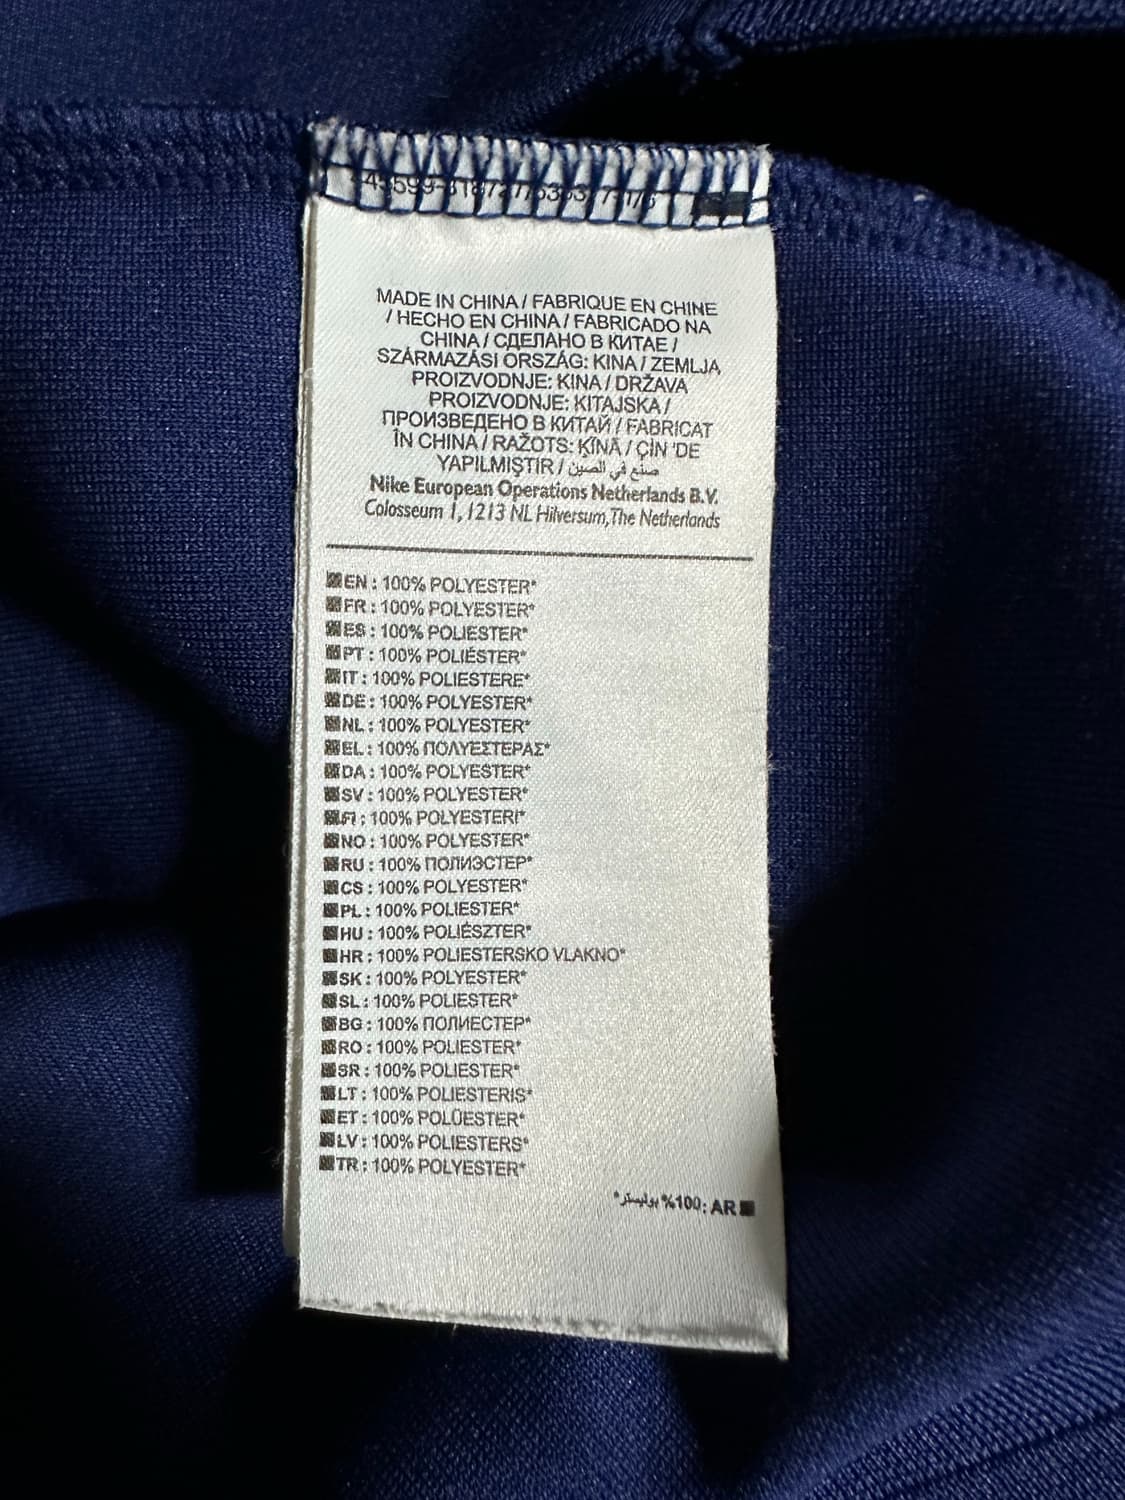 MADE IN CHINA / FABRIQUE EN CHINE
/ HECHO EN CHINA / FABRICADO NA
CHINA / СДЕЛАНО В КИТАЕ /
SZÁRMAZÁSI ORSZÁG: KINA / ZEMLJA
PROIZVODNJE: KINA / DRŽAVA
PROIZVODNJE: KITAJSKA /
ПРОИЗВЕДЕНО В КИТАЙ / FABRICAT
ÎN CHINA / RAŽOTS: ĶĪNĀ / ÇİN 'DE
YAPILMIŞTIR / صنع في الصين
Nike European Operations Netherlands B.V.
Colosseum 1, 1213 NL Hilversum, The Netherlands
EN : 100% POLYESTER*
FR : 100% POLYESTER*
ES : 100% POLIESTER*
PT : 100% POLIÉSTER*
IT : 100% POLIESTERE*
DE : 100% POLYESTER*
NL : 100% POLYESTER*
EL : 100% ΠΟΛΥΕΣΤΕΡΑΣ*
DA : 100% POLYESTER*
SV : 100% POLYESTER*
FI : 100% POLYESTERI*
NO : 100% POLYESTER*
RU : 100% ПОЛИЭСТЕР*
CS : 100% POLYESTER*
PL : 100% POLIESTER*
HU : 100% POLIÉSZTER*
HR : 100% POLIESTERSKO VLAKNO*
SK : 100% POLYESTER*
SL : 100% POLIESTER*
BG : 100% ПОЛИЕСТЕР*
RO : 100% POLIESTER*
SR : 100% POLIESTER*
LT : 100% POLIESTERIS*
ET : 100% POLÜESTER*
LV : 100% POLIESTERS*
TR : 100% POLYESTER*
AR :100% بوليستر*